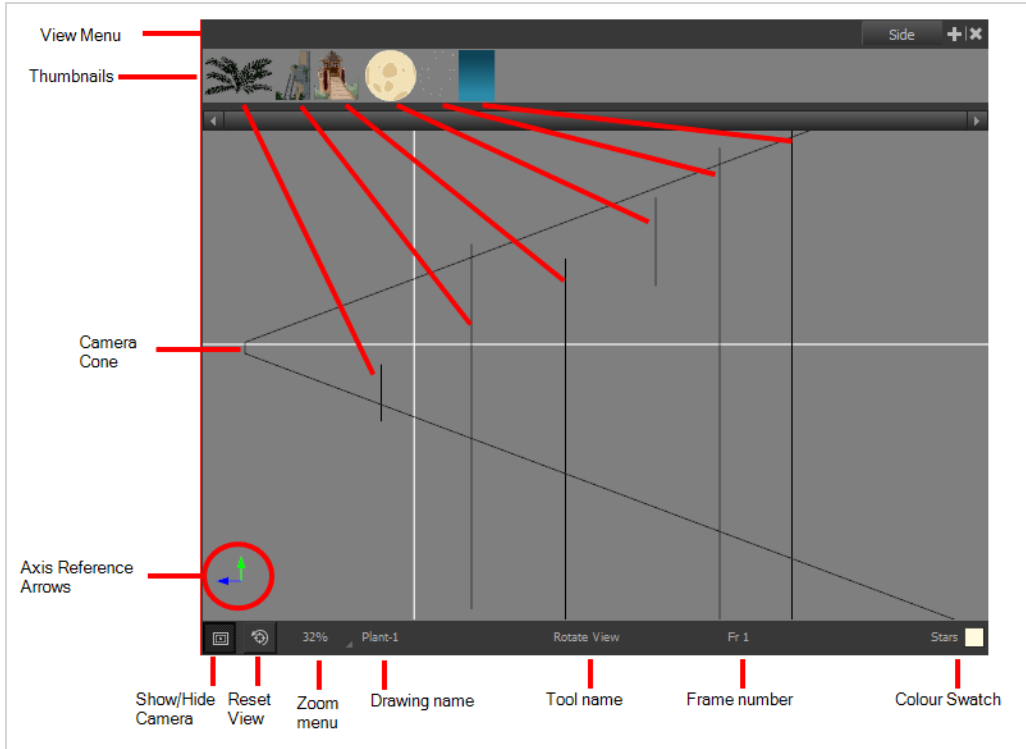 View Menu
Side
Thumbnails
Camera
Cone
Axis Reference
Arrows
32%
Plant-1
Rotate View
Fr 1
Stars
Show/Hide
Camera
Reset
View
Zoom
menu
Drawing name
Tool name
Frame number
Colour Swatch